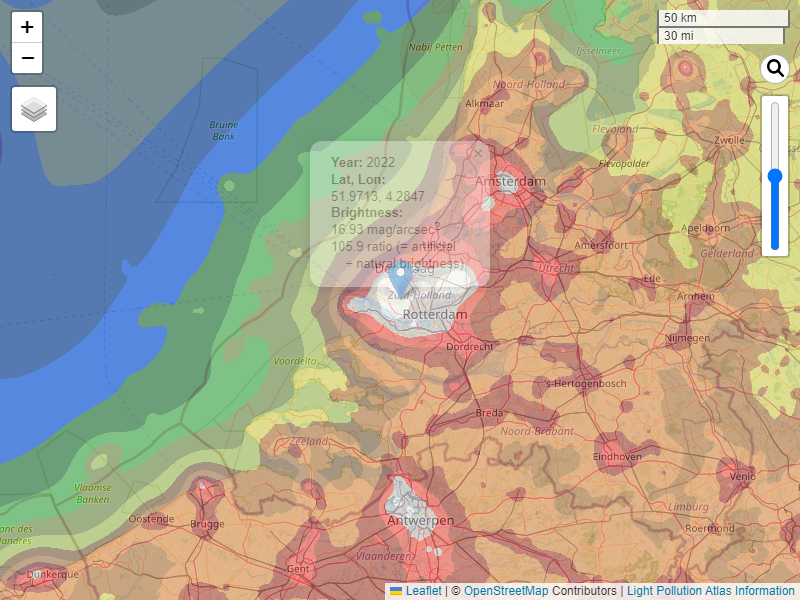 +
−
50 km
30 mi
Nabij Petten
IJsselmeer
Noord-Holland
Alkmaar
Bruine
Bank
Flevoland
Zwolle
Flevopolder
×
Year: 2022
Lat, Lon:
51.9713, 4.2847
Brightness:
16.93 mag/arcsec²
105.9 ratio (= artificial
÷ natural brightness)
Amsterdam
Apeldoorn
Amersfoort
Gelderland
Utrecht
Ede
Arnhem
Zuid-Holland
Rotterdam
Nijmegen
Dordrecht
Voordelta
's-Hertogenbosch
Breda
Noord-Brabant
Zeeland
Eindhoven
Venlo
Vlaamse
Banken
Limburg
Oostende
Brugge
Antwerpen
Roermond
anc des
landres
Vlaanderen
Gent
Dunkerque
Leaflet | © OpenStreetMap Contributors | Light Pollution Atlas Information